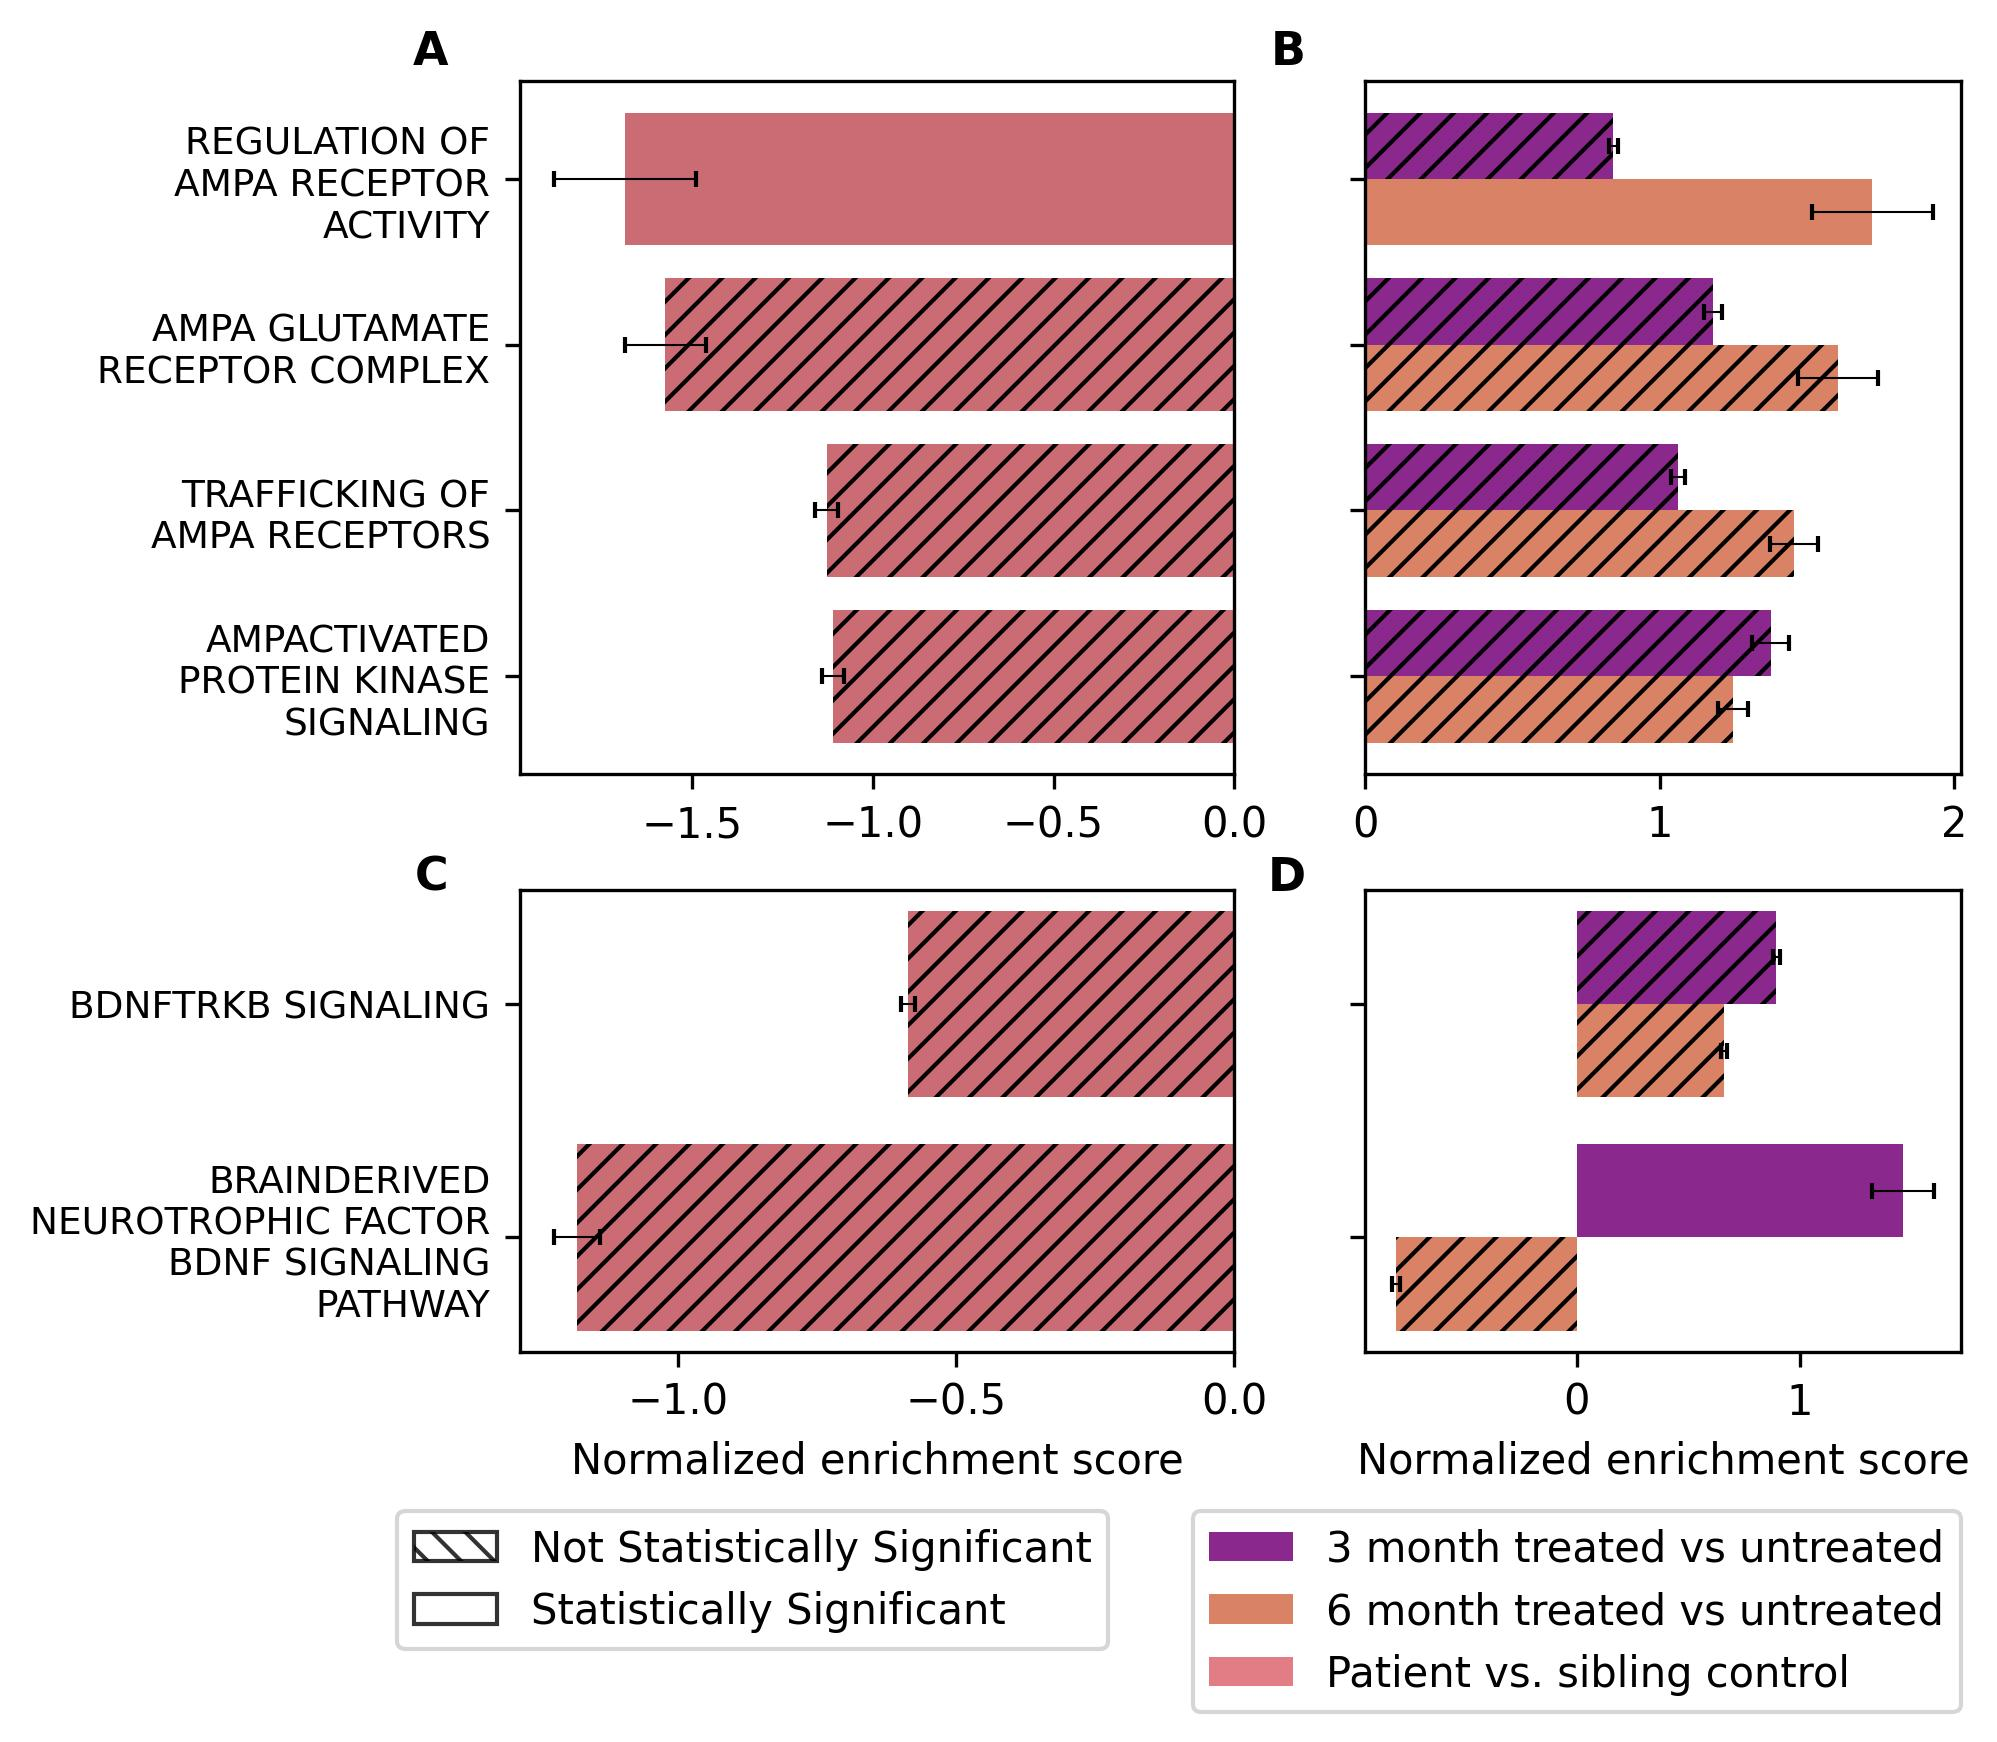 A
B
REGULATION OF
AMPA RECEPTOR
ACTIVITY
AMPA GLUTAMATE
RECEPTOR COMPLEX
TRAFFICKING OF
AMPA RECEPTORS
AMPACTIVATED
PROTEIN KINASE
SIGNALING
−1.5 −1.0 −0.5 0.0
0 1 2
C
D
BDNFTRKB SIGNALING
BRAINDERIVED
NEUROTROPHIC FACTOR
BDNF SIGNALING
PATHWAY
−1.0 −0.5 0.0
0 1
Normalized enrichment score
Normalized enrichment score
Not Statistically Significant
Statistically Significant
3 month treated vs untreated
6 month treated vs untreated
Patient vs. sibling control